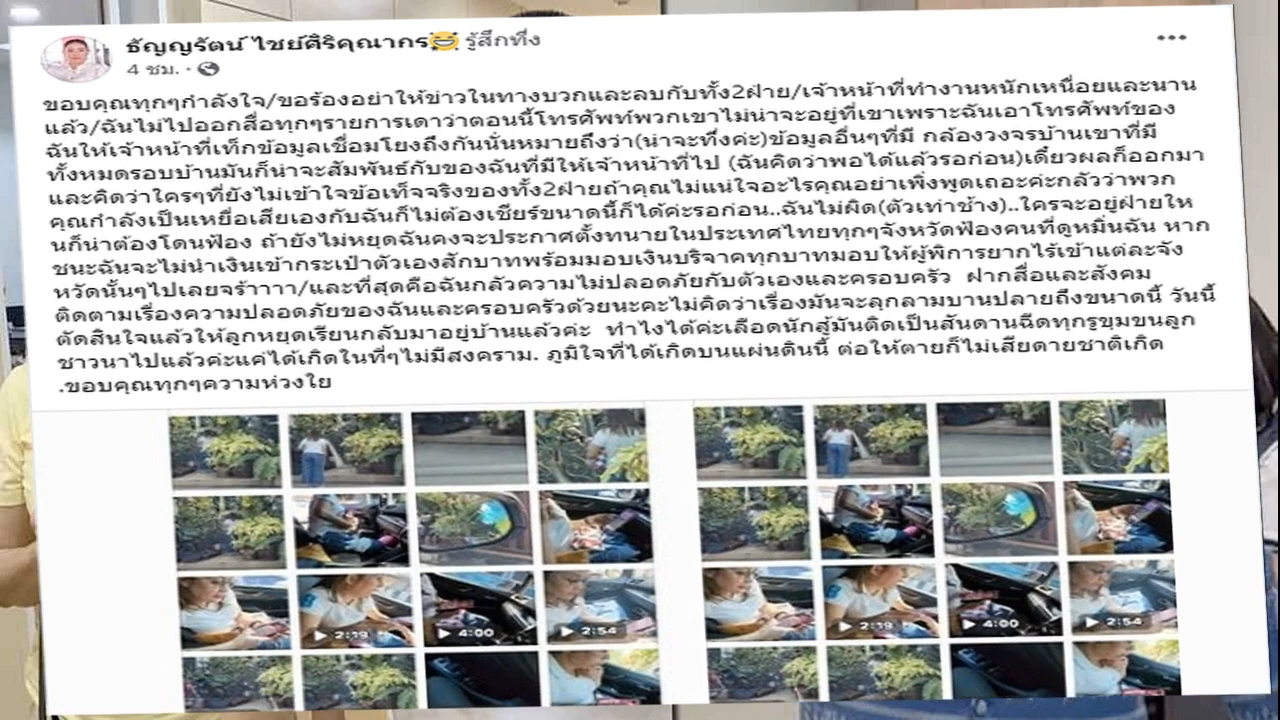 ธัญญรัตน์ ไชย์ศิริคุณากร🤣 รู้สึกทึ่ง
4 ชม. ·
ขอบคุณทุกๆกำลังใจ/ขอร้องอย่าให้ข่าวในทางบวกและลบกับทั้ง2ฝ่าย/เจ้าหน้าที่ทำงานหนักเหนื่อยและนาน
แล้ว/ฉันไม่ไปออกสื่อทุกๆรายการเดาว่าตอนนี้โทรศัพท์พวกเขาไม่น่าจะอยู่ที่เขาเพราะฉันเอาโทรศัพท์ของ
ฉันให้เจ้าหน้าที่เท็กข้อมูลเชื่อมโยงถึงกันนั่นหมายถึงว่า(น่าจะทึ่งค่ะ)ข้อมูลอื่นๆที่มี กล้องวงจรบ้านเขาที่มี
ทั้งหมดรอบบ้านมันก็น่าจะสัมพันธ์กับของฉันที่มีให้เจ้าหน้าที่ไป (ฉันคิดว่าพอได้แล้วรอก่อน)เดี๋ยวผลก็ออกมา
และคิดว่าใครๆที่ยังไม่เข้าใจข้อเท็จจริงของทั้ง2ฝ่ายถ้าคุณไม่แน่ใจอะไรคุณอย่าเพิ่งพูดเถอะค่ะกลัวว่าพวก
คุณกำลังเป็นเหยื่อเสียเองกับฉันก็ไม่ต้องเชียร์ขนาดนี้ก็ได้ค่ะรอก่อน..ฉันไม่ผิด(ตัวเท่าช้าง)..ใครจะอยู่ฝ่ายให
นก็น่าต้องโดนฟ้อง ถ้ายังไม่หยุดฉันคงจะประกาศตั้งทนายในประเทศไทยทุกๆจังหวัดฟ้องคนที่ดูหมิ่นฉัน หาก
ชนะฉันจะไม่นำเงินเข้ากระเป๋าตัวเองสักบาทพร้อมมอบเงินบริจาคทุกบาทมอบให้ผู้พิการยากไร้เข้าแต่ละจัง
หวัดนั้นๆไปเลยจร้าาาา/และที่สุดคือฉันกลัวความไม่ปลอดภัยกับตัวเองและครอบครัว ฝากสื่อและสังคม
ติดตามเรื่องความปลอดภัยของฉันและครอบครัวด้วยนะคะไม่คิดว่าเรื่องมันจะลุกลามบานปลายถึงขนาดนี้ วันนี้
ตัดสินใจแล้วให้ลูกหยุดเรียนกลับมาอยู่บ้านแล้วค่ะ ทำไงได้ค่ะเลือดนักสู้มันติดเป็นสันดานฉีดทุกรูขุมขนลูก
ชาวนาไปแล้วค่ะแค่ได้เกิดในที่ๆไม่มีสงคราม. ภูมิใจที่ได้เกิดบนแผ่นดินนี้ ต่อให้ตายก็ไม่เสียดายชาติเกิด
.ขอบคุณทุกๆความห่วงใย
2:19
4:00
2:54
2:19
4:00
2:54